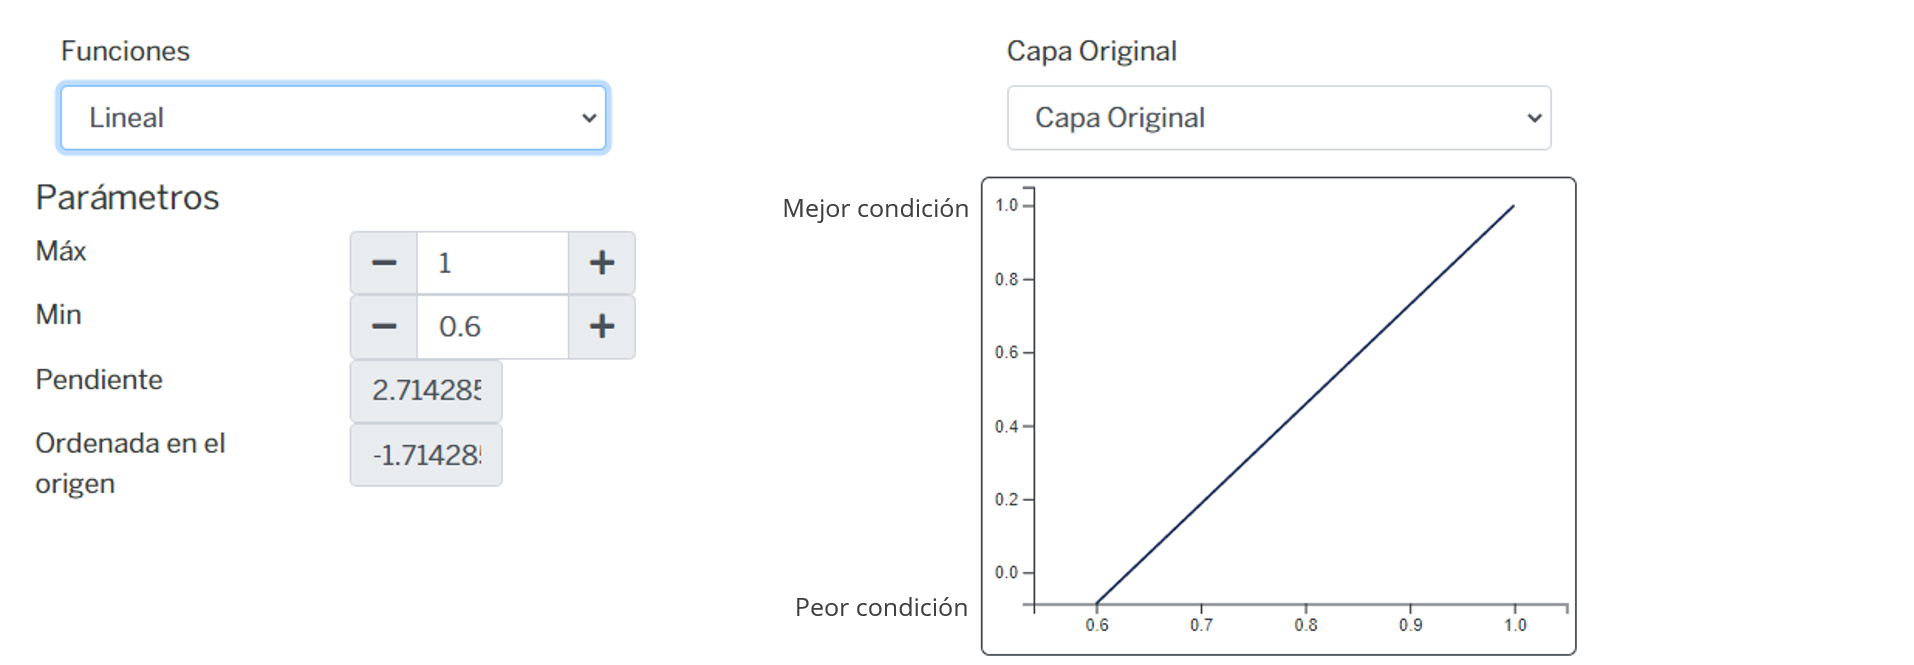 Funciones
Lineal
Parámetros
Máx
1
Min
0.6
Pendiente
2.714285
Ordenada en el
origen
-1.71428
Capa Original
Capa Original
Mejor condición
1.0
0.8
0.6
0.4
0.2
0.0
Peor condición
0.6 0.7 0.8 0.9 1.0